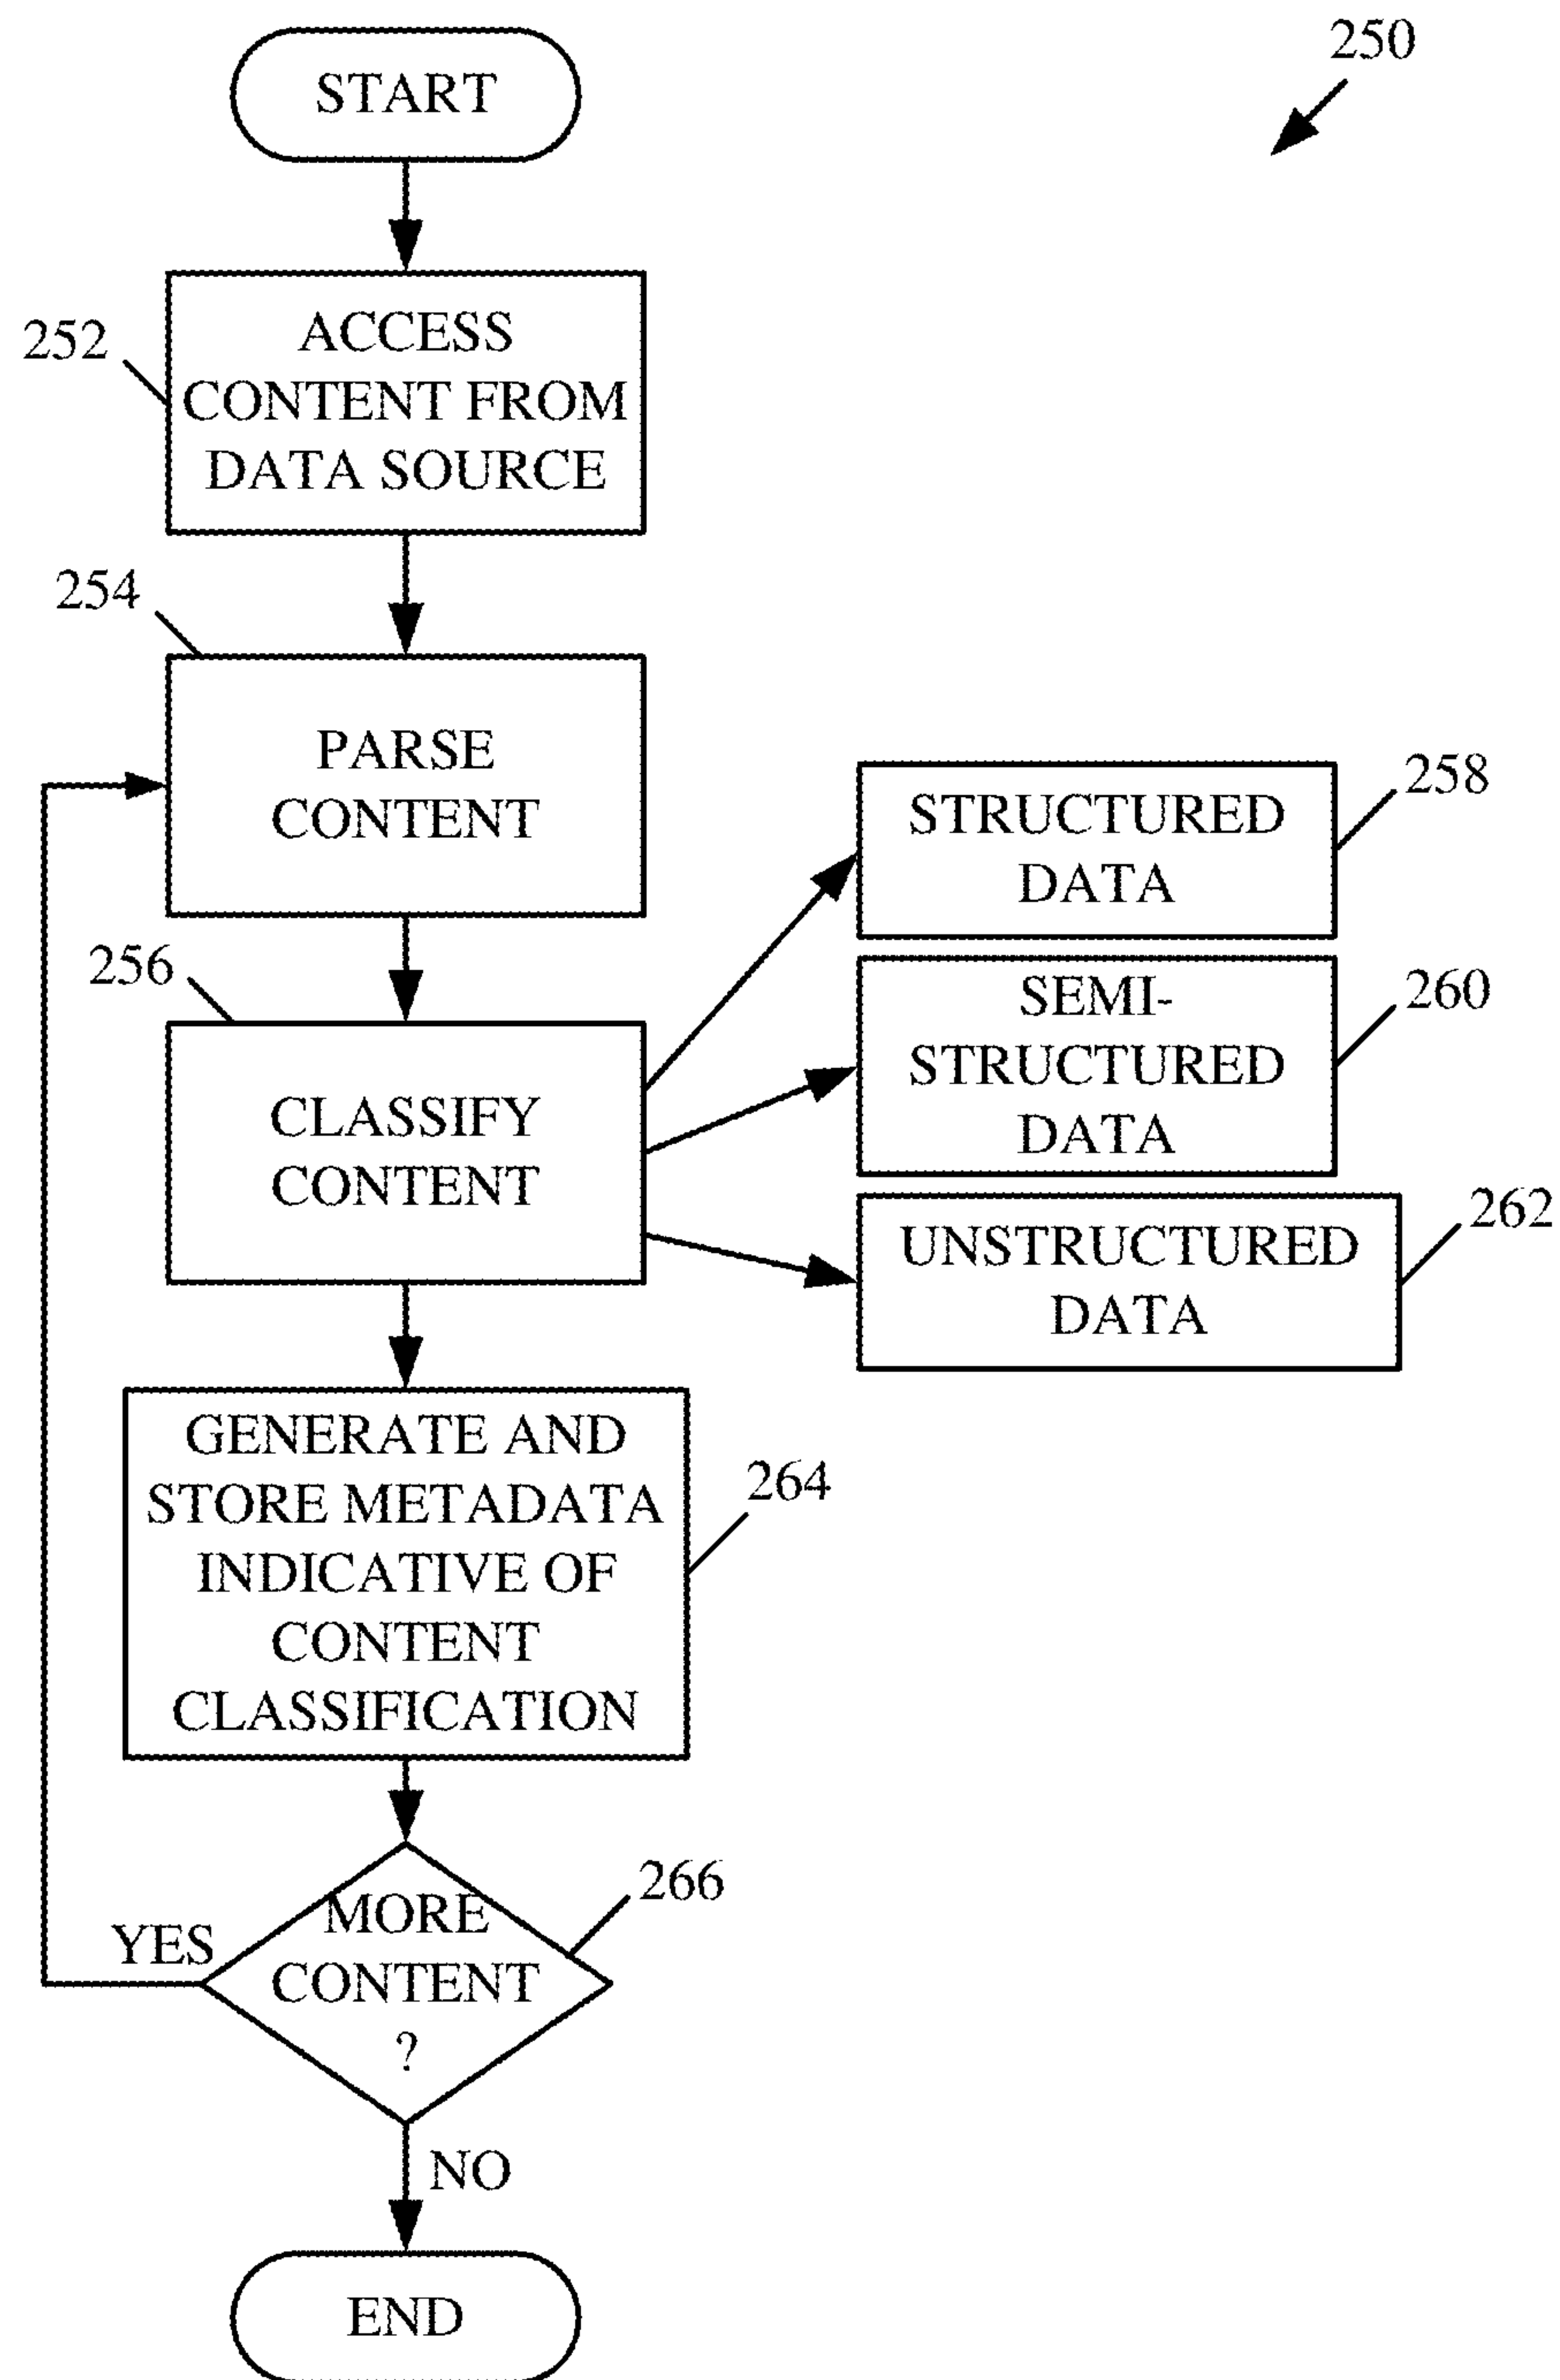 START
250
252
ACCESS
CONTENT FROM
DATA SOURCE
254
PARSE
CONTENT
256
CLASSIFY
CONTENT
STRUCTURED
DATA
258
SEMI-
STRUCTURED
DATA
260
UNSTRUCTURED
DATA
262
GENERATE AND
STORE METADATA
INDICATIVE OF
CONTENT
CLASSIFICATION
264
MORE
CONTENT
?
266
YES
NO
END